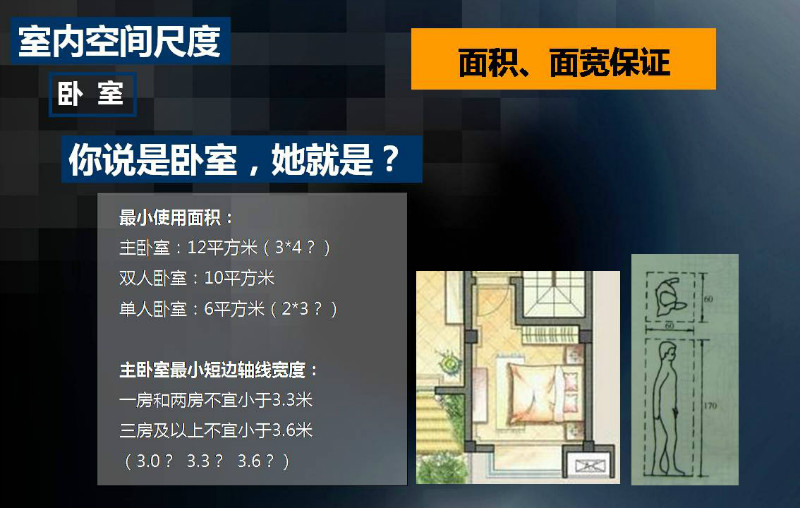 室内空间尺度
面积、面宽保证
卧 室
你说是卧室，她就是？
最小使用面积：
主卧室：12平方米（3*4？）
双人卧室：10平方米
单人卧室：6平方米（2*3？）
主卧室最小短边轴线宽度：
一房和两房不宜小于3.3米
三房及以上不宜小于3.6米
（3.0？ 3.3？ 3.6？）
60
60
170
A/C